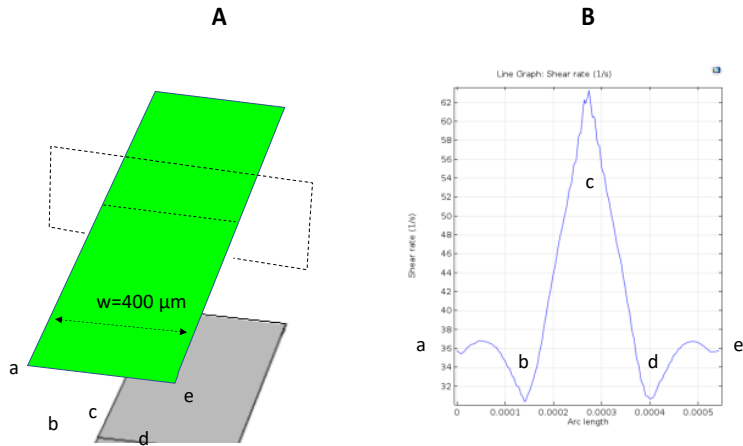 A
B
Line Graph: Shear rate (1/s)
w=400 µm
a
b
c
d
e
Shear rate (1/s)
62
60
58
56
54
52
50
48
46
44
42
40
38
36
34
32
a
b
c
d
e
0
0.0001
0.0002
0.0003
0.0004
0.0005
Arc length